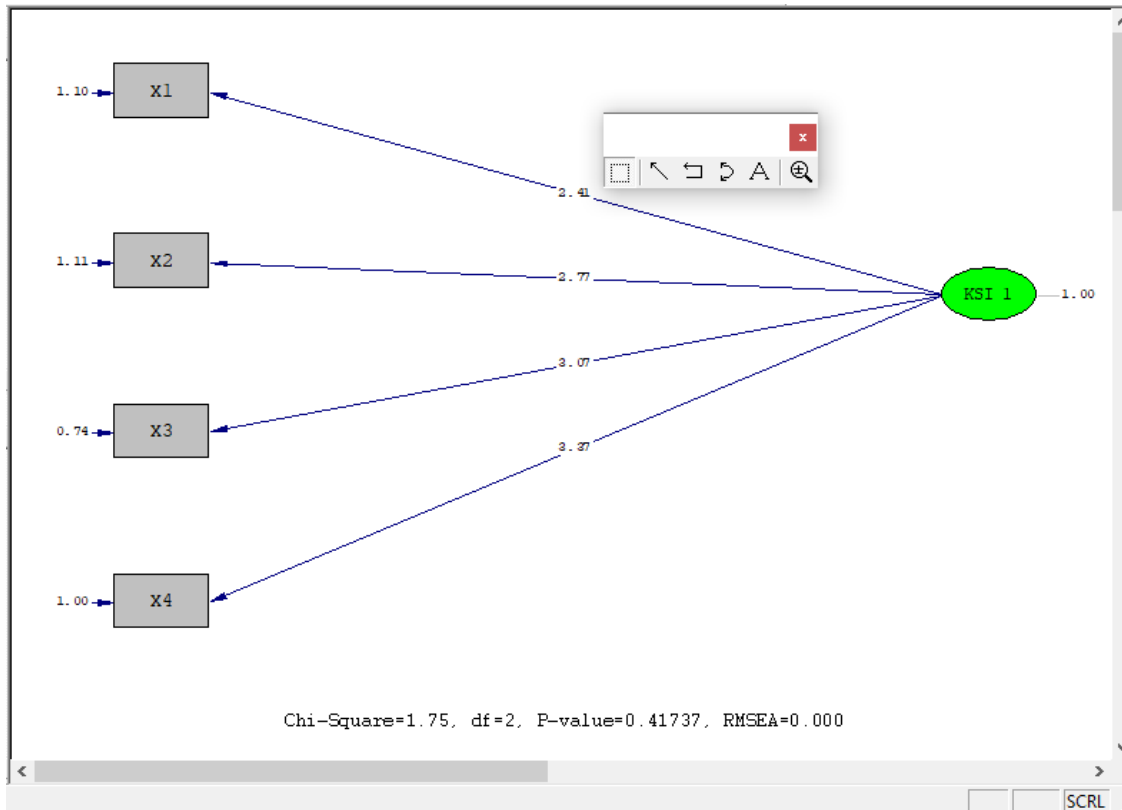 1.10
X1
x
A
2.41
1.11
X2
2.77
KSI 1
1.00
3.07
0.74
X3
3.37
1.00
X4
Chi-Square=1.75, df=2, P-value=0.41737, RMSEA=0.000
SCRL